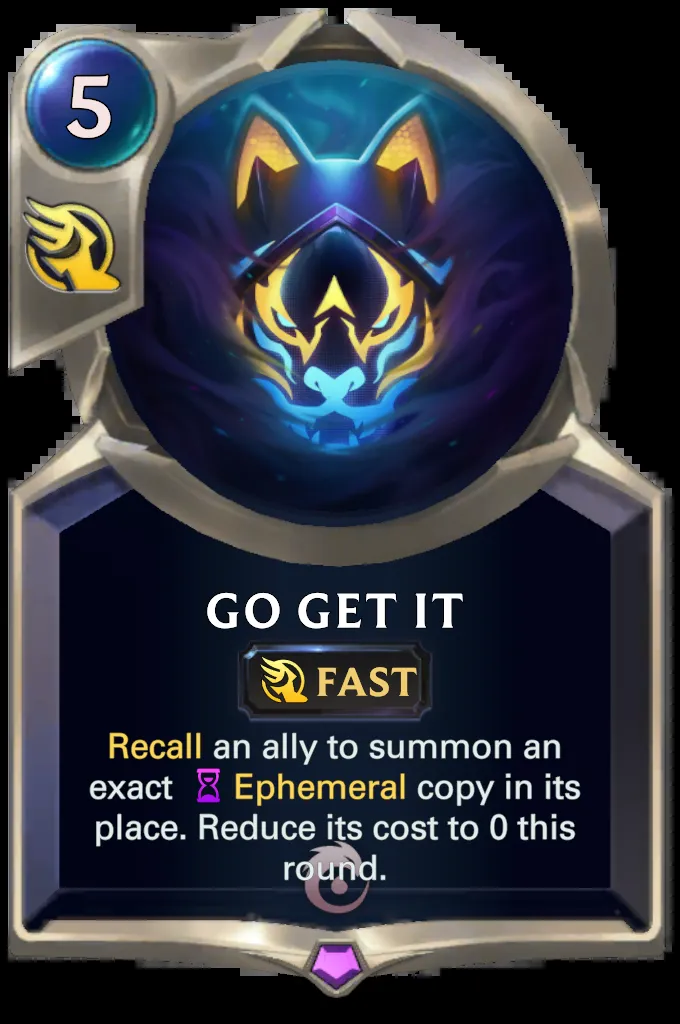 5
GO GET IT
FAST
Recall an ally to summon an
exact Ephemeral copy in its
place. Reduce its cost to 0 this
round.